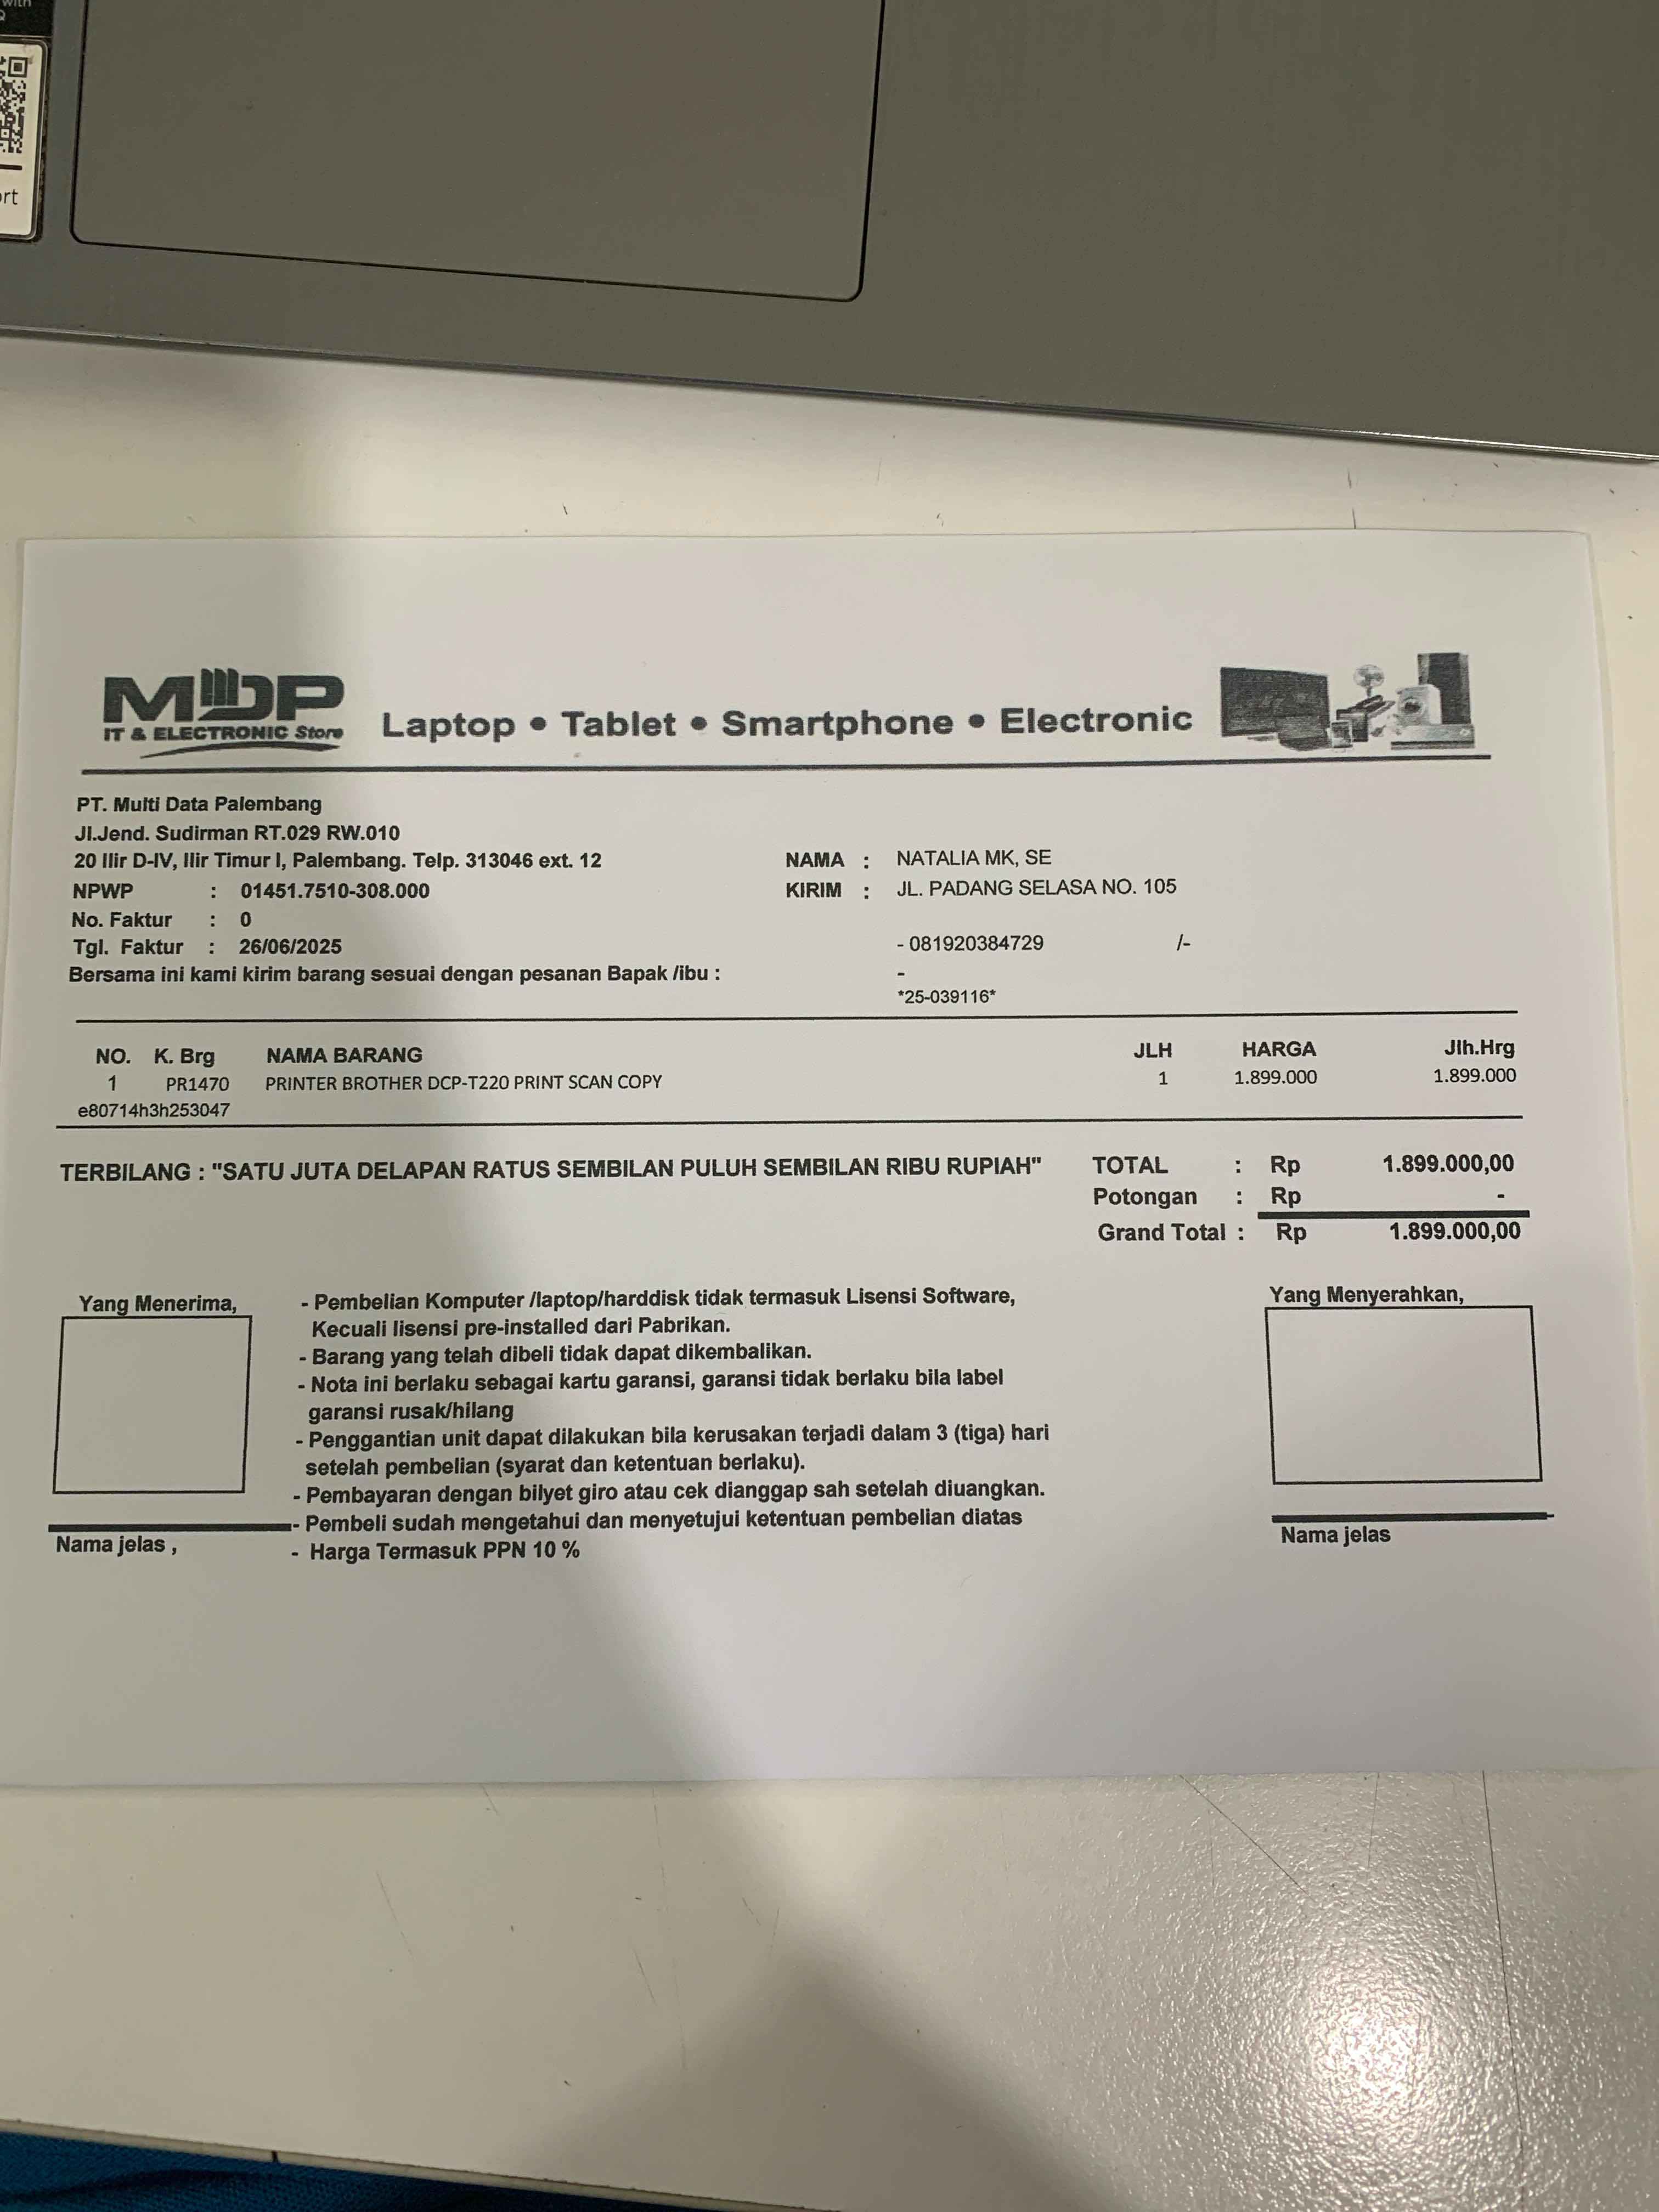 with
ort
MDP
IT & ELECTRONIC Store
Laptop • Tablet • Smartphone • Electronic
PT. Multi Data Palembang
Jl.Jend. Sudirman RT.029 RW.010
20 Ilir D-IV, Ilir Timur I, Palembang. Telp. 313046 ext. 12
NPWP : 01451.7510-308.000
No. Faktur : 0
Tgl. Faktur : 26/06/2025
Bersama ini kami kirim barang sesuai dengan pesanan Bapak /ibu :
NAMA : NATALIA MK, SE
KIRIM : JL. PADANG SELASA NO. 105
- 081920384729 /-
-
*25-039116*
NO. K. Brg NAMA BARANG JLH HARGA Jlh.Hrg
1 PR1470 PRINTER BROTHER DCP-T220 PRINT SCAN COPY 1 1.899.000 1.899.000
e80714h3h253047
TERBILANG : "SATU JUTA DELAPAN RATUS SEMBILAN PULUH SEMBILAN RIBU RUPIAH"
TOTAL : Rp 1.899.000,00
Potongan : Rp -
Grand Total : Rp 1.899.000,00
Yang Menerima,
Nama jelas ,
- Pembelian Komputer /laptop/harddisk tidak termasuk Lisensi Software,
Kecuali lisensi pre-installed dari Pabrikan.
- Barang yang telah dibeli tidak dapat dikembalikan.
- Nota ini berlaku sebagai kartu garansi, garansi tidak berlaku bila label
garansi rusak/hilang
- Penggantian unit dapat dilakukan bila kerusakan terjadi dalam 3 (tiga) hari
setelah pembelian (syarat dan ketentuan berlaku).
- Pembayaran dengan bilyet giro atau cek dianggap sah setelah diuangkan.
- Pembeli sudah mengetahui dan menyetujui ketentuan pembelian diatas
- Harga Termasuk PPN 10 %
Yang Menyerahkan,
Nama jelas